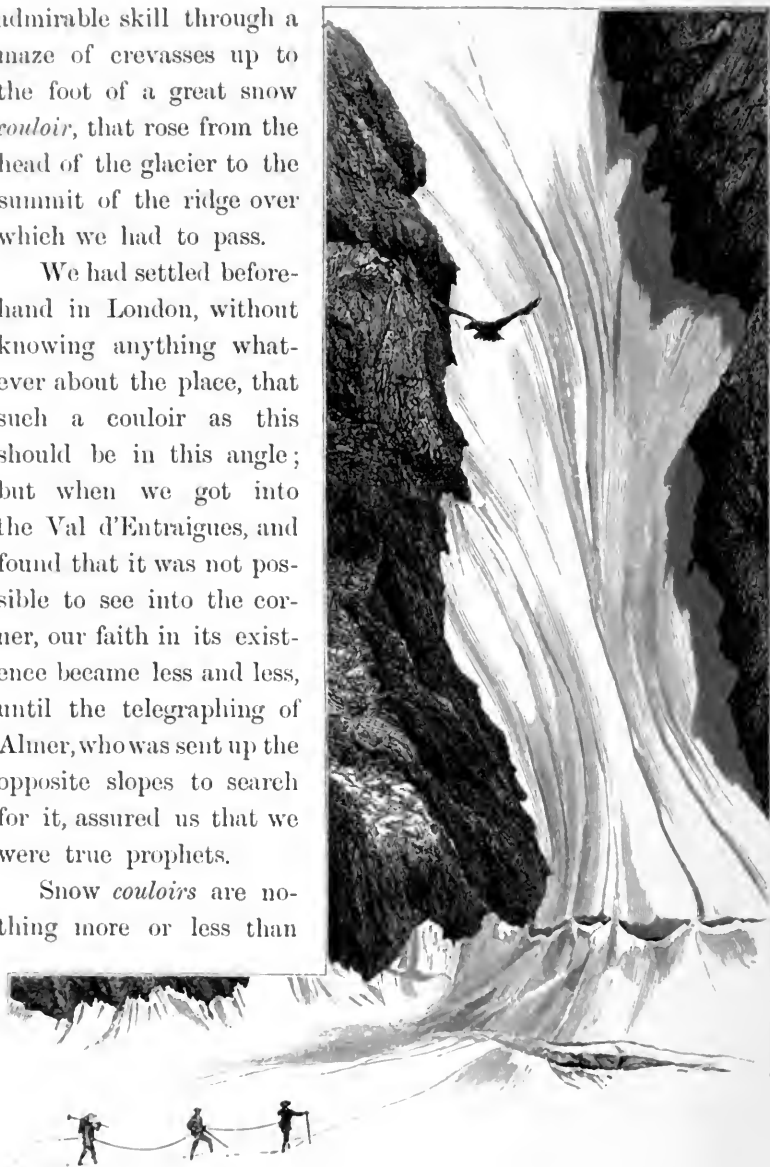 admirable skill through a
maze of crevasses up to
the foot of a great snow
couloir, that rose from the
head of the glacier to the
summit of the ridge over
which we had to pass.
We had settled before-
hand in London, without
knowing anything what-
ever about the place, that
such a couloir as this
should be in this angle;
but when we got into
the Val d'Entraigues, and
found that it was not pos-
sible to see into the cor-
ner, our faith in its exist-
ence became less and less,
until the telegraphing of
Almer, who was sent up the
opposite slopes to search
for it, assured us that we
were true prophets.
Snow couloirs are no-
thing more or less than